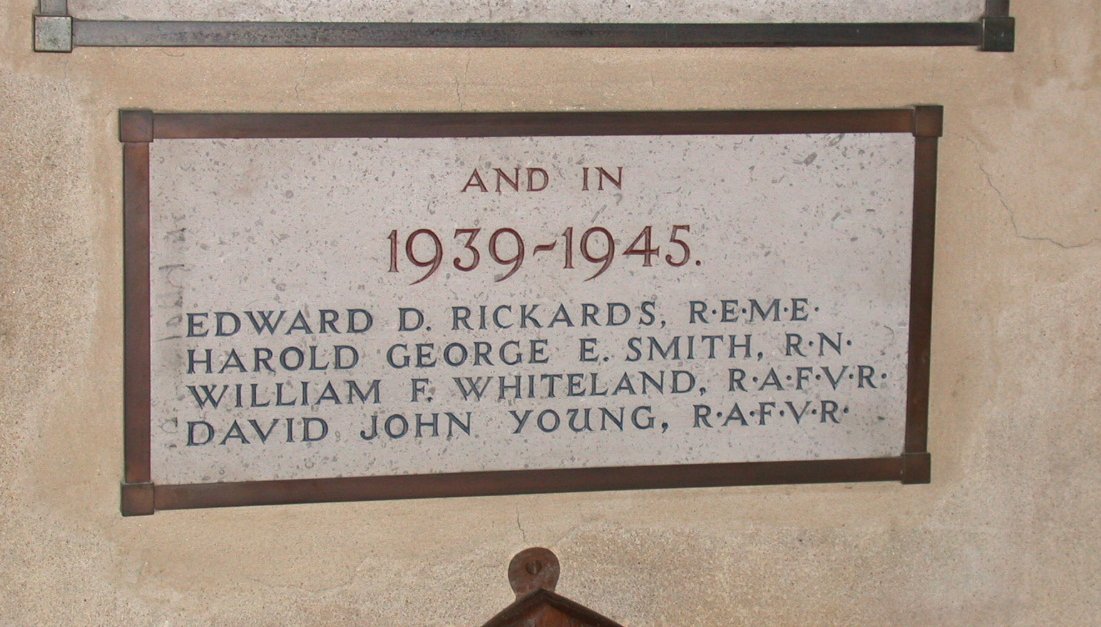 AND IN
1939-1945.
EDWARD D. RICKARDS, R·E·M·E·
HAROLD GEORGE E. SMITH, R·N·
WILLIAM F. WHITELAND, R·A·F·V·R·
DAVID JOHN YOUNG, R·A·F·V·R·